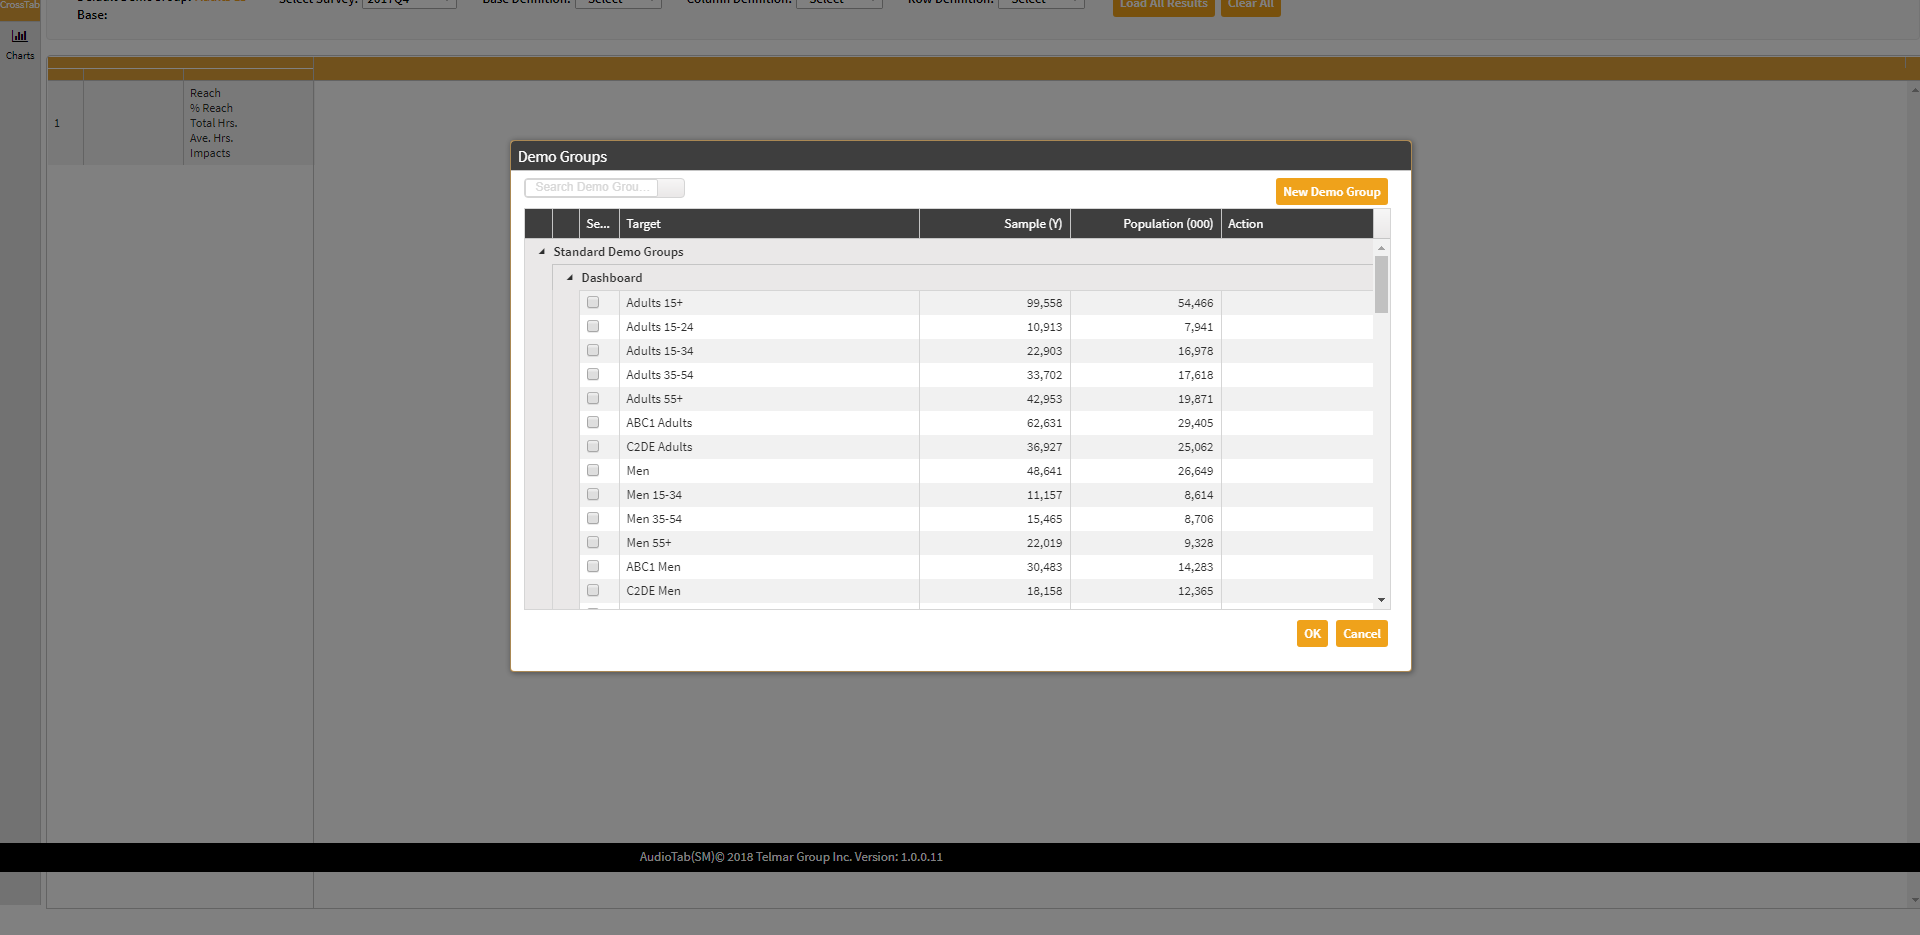 CrossTab
Select Survey: 2017Q4
Base Definition: Select
Column Definition: Select
Row Definition: Select
Load All Results
Clear All
Base:
Charts
Reach
% Reach
1
Total Hrs.
Ave. Hrs.
Impacts
Demo Groups
Search Demo Grou...
New Demo Group
Se... Target Sample (Y) Population (000) Action
Standard Demo Groups
Dashboard
Adults 15+ 99,558 54,466
Adults 15-24 10,913 7,941
Adults 15-34 22,903 16,978
Adults 35-54 33,702 17,618
Adults 55+ 42,953 19,871
ABC1 Adults 62,631 29,405
C2DE Adults 36,927 25,062
Men 48,641 26,649
Men 15-34 11,157 8,614
Men 35-54 15,465 8,706
Men 55+ 22,019 9,328
ABC1 Men 30,483 14,283
C2DE Men 18,158 12,365
OK Cancel
AudioTab(SM)© 2018 Telmar Group Inc. Version: 1.0.0.11